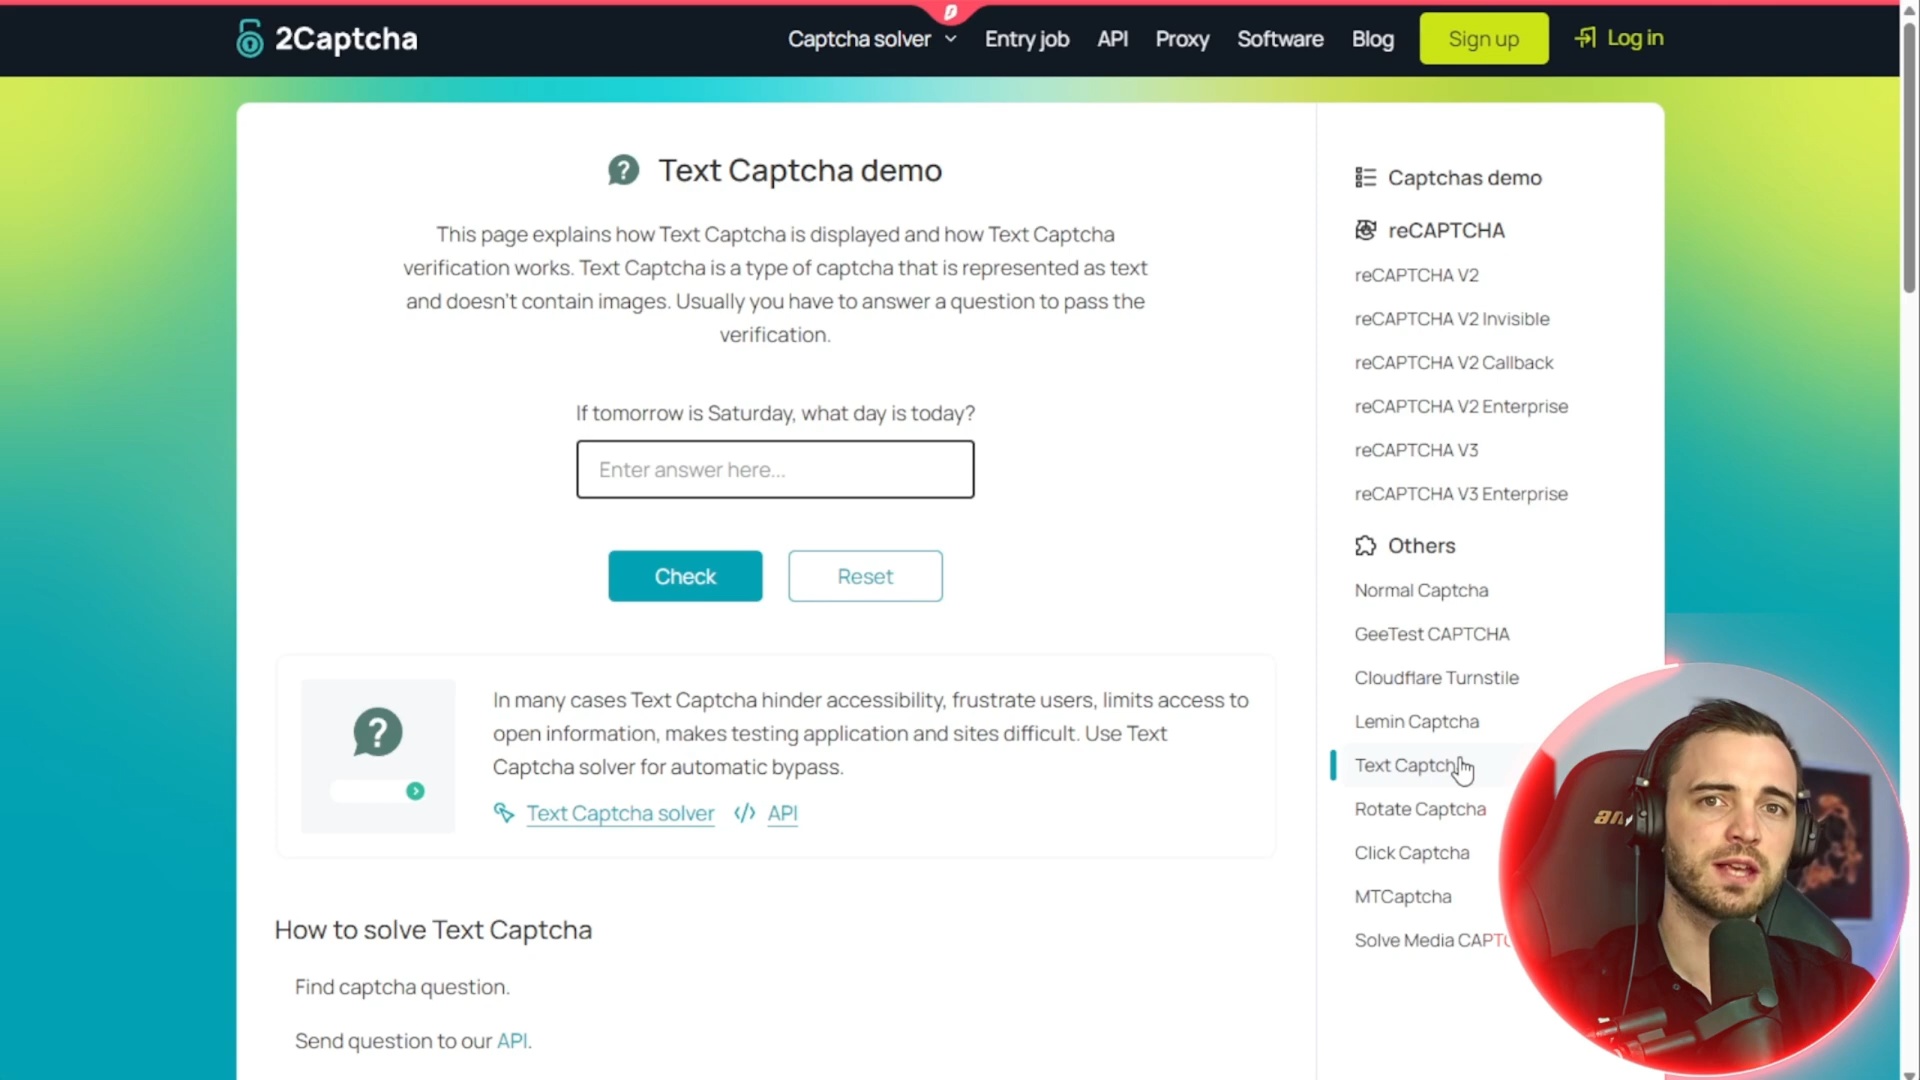 2Captcha
Captcha solver Entry job API Proxy Software Blog Sign up Log in
Text Captcha demo
This page explains how Text Captcha is displayed and how Text Captcha
verification works. Text Captcha is a type of captcha that is represented as text
and doesn't contain images. Usually you have to answer a question to pass the
verification.
If tomorrow is Saturday, what day is today?
Enter answer here...
Check Reset
In many cases Text Captcha hinder accessibility, frustrate users, limits access to
open information, makes testing application and sites difficult. Use Text
Captcha solver for automatic bypass.
Text Captcha solver </> API
How to solve Text Captcha
Find captcha question.
Send question to our API.
Captchas demo
reCAPTCHA
reCAPTCHA V2
reCAPTCHA V2 Invisible
reCAPTCHA V2 Callback
reCAPTCHA V2 Enterprise
reCAPTCHA V3
reCAPTCHA V3 Enterprise
Others
Normal Captcha
GeeTest CAPTCHA
Cloudflare Turnstile
Lemin Captcha
Text Captcha
Rotate Captcha
Click Captcha
MTCaptcha
Solve Media